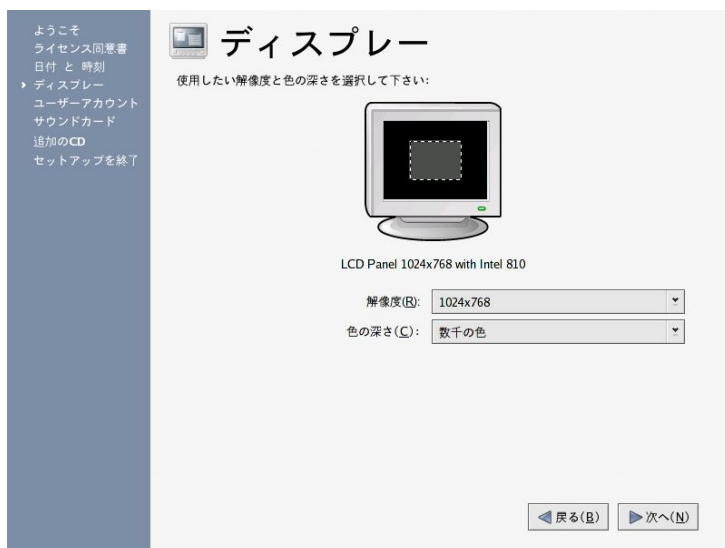 ようこそ
ライセンス同意書
日付 と 時刻
ディスプレー
ユーザーアカウント
サウンドカード
追加のCD
セットアップを終了
ディスプレー
使用したい解像度と色の深さを選択して下さい:
LCD Panel 1024x768 with Intel 810
解像度(R): 1024x768
色の深さ(C): 数千の色
戻る(B) 次へ(N)